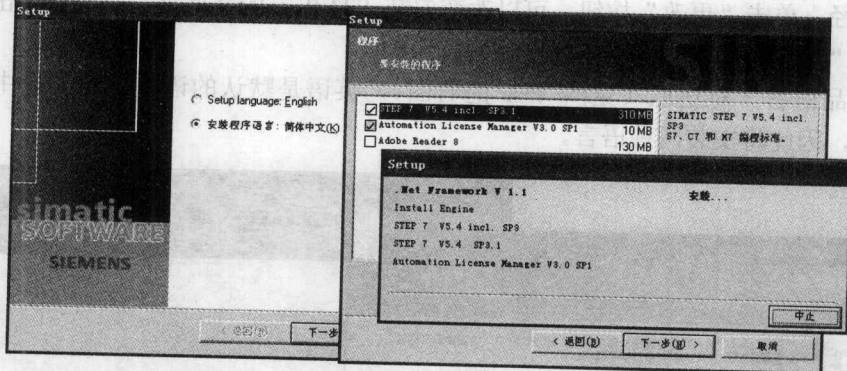 Setup
Setup language: English
安装程序语言: 简体中文(K)
simatic
SOFTWARE
SIEMENS
< 返回(B)
下一步
Setup
程序
要安装的程序
STEP 7 V5.4 incl. SP3.1
310 MB
Automation License Manager V3.0 SP1
10 MB
Adobe Reader 8
130 MB
SIMATIC STEP 7 V5.4 incl.
SP3
S7、C7 和 M7 编程标准。
Setup
.Net Framework V 1.1
安装...
Install Engine
STEP 7 V5.4 incl. SP3
STEP 7 V5.4 SP3.1
Automation License Manager V3.0 SP1
中止
< 返回(B)
下一步(N) >
取消